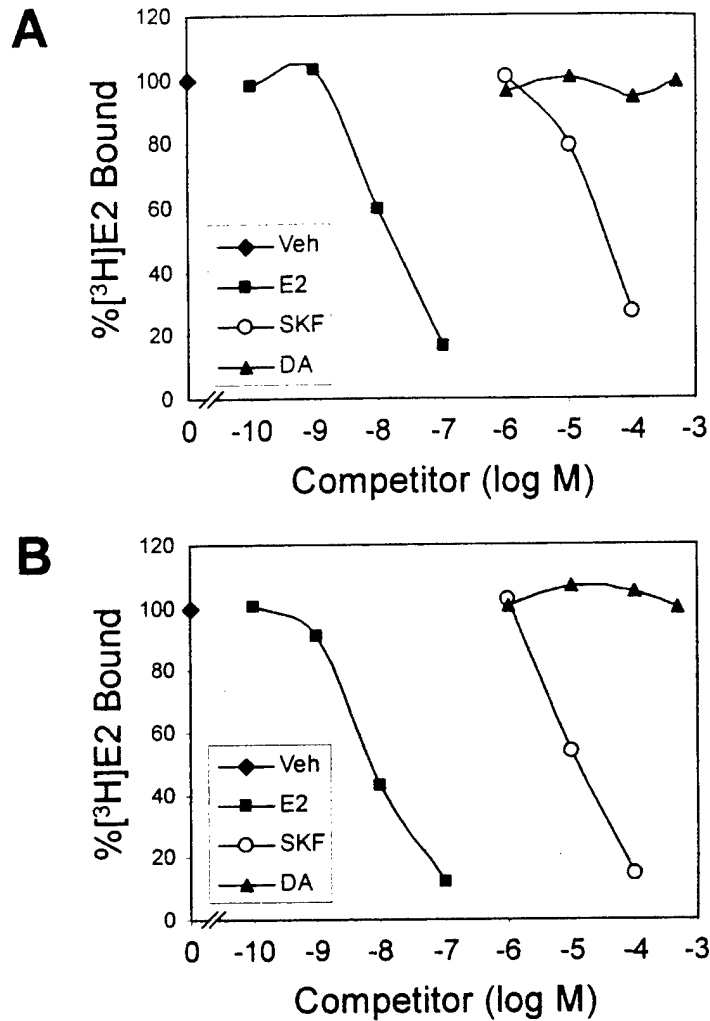 A
120
100
80
60
40
20
0
%[³H]E2 Bound
Veh
E2
SKF
DA
0 -10 -9 -8 -7 -6 -5 -4 -3
Competitor (log M)
B
120
100
80
60
40
20
0
%[³H]E2 Bound
Veh
E2
SKF
DA
0 -10 -9 -8 -7 -6 -5 -4 -3
Competitor (log M)